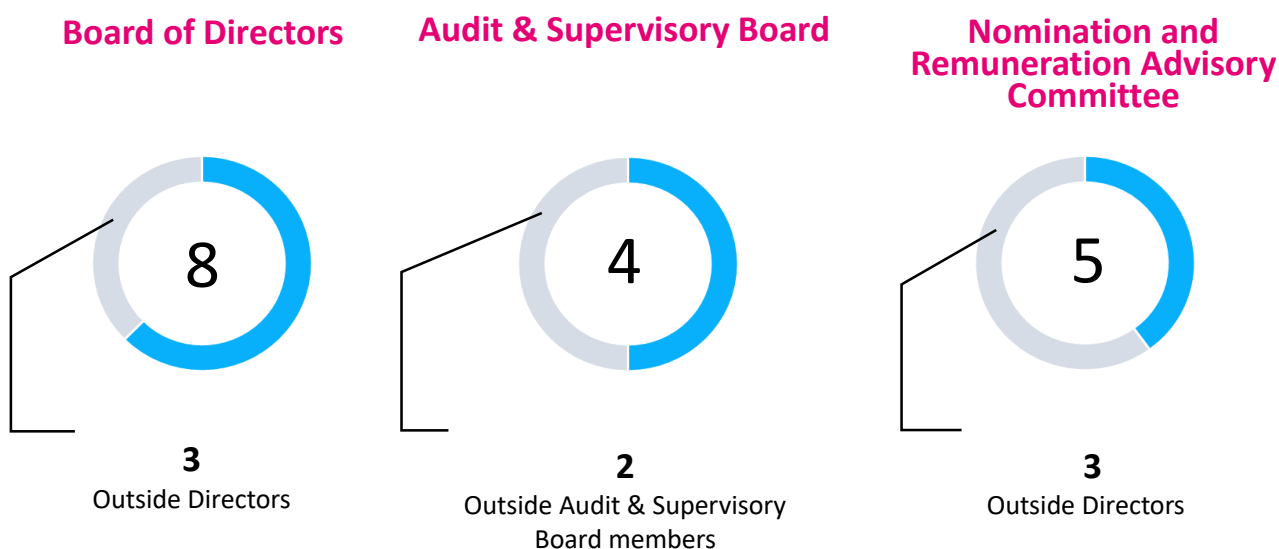 Board of Directors
8
3
Outside Directors
Audit & Supervisory Board
4
2
Outside Audit & Supervisory
Board members
Nomination and
Remuneration Advisory
Committee
5
3
Outside Directors